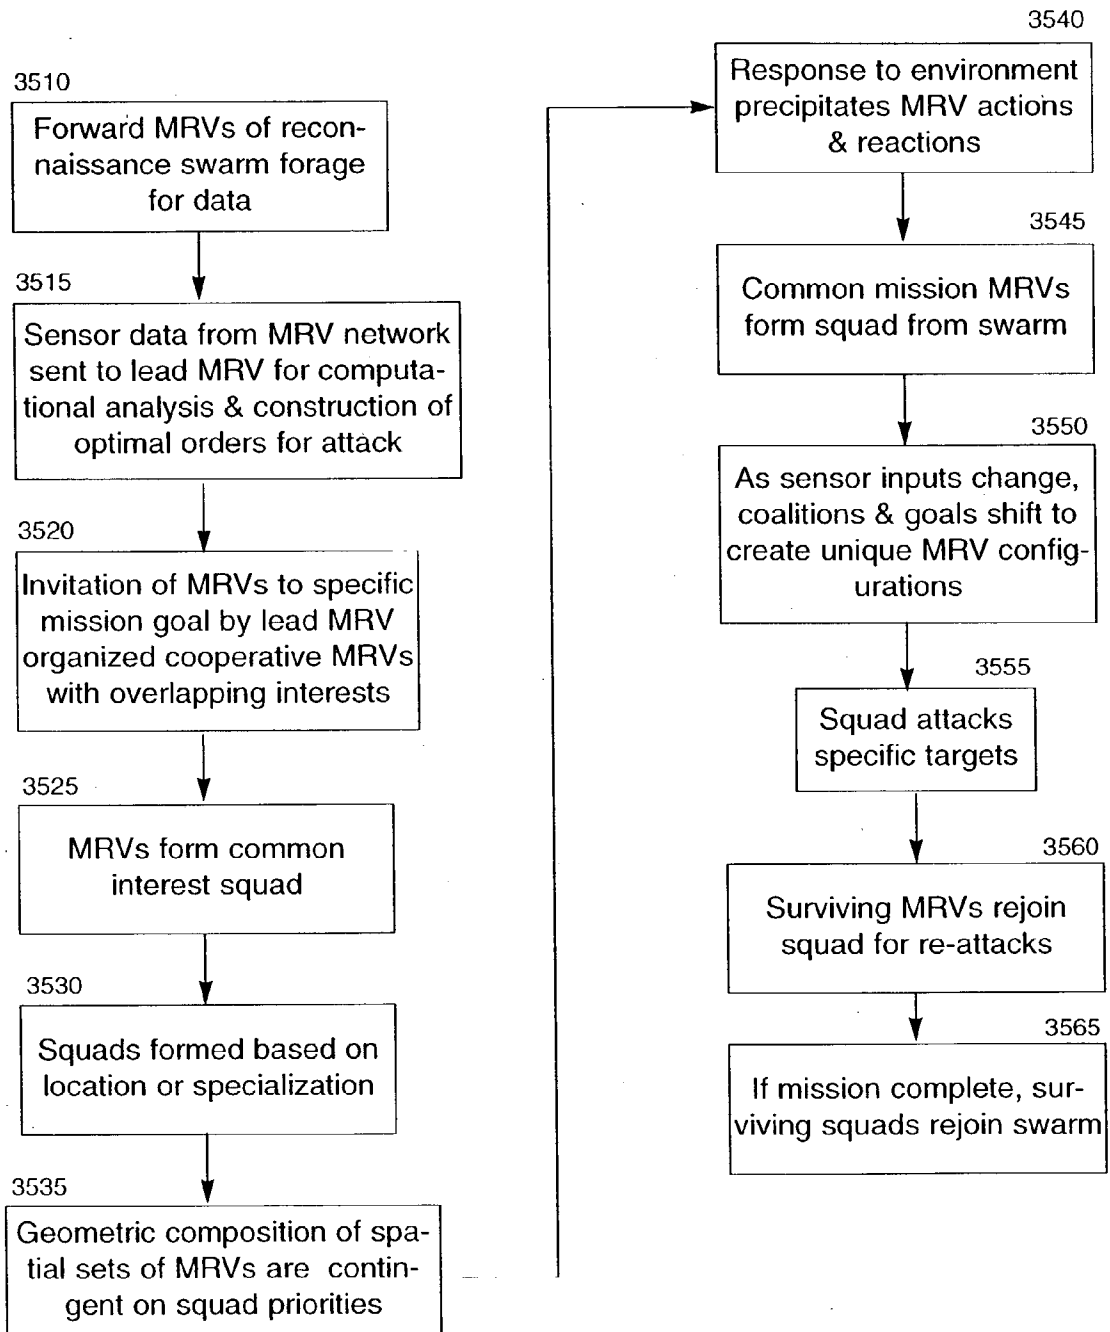 3510
Forward MRVs of recon-
naissance swarm forage
for data
3515
Sensor data from MRV network
sent to lead MRV for computa-
tional analysis & construction of
optimal orders for attack
3520
Invitation of MRVs to specific
mission goal by lead MRV
organized cooperative MRVs
with overlapping interests
3525
MRVs form common
interest squad
3530
Squads formed based on
location or specialization
3535
Geometric composition of spa-
tial sets of MRVs are contin-
gent on squad priorities
3540
Response to environment
precipitates MRV actions
& reactions
3545
Common mission MRVs
form squad from swarm
3550
As sensor inputs change,
coalitions & goals shift to
create unique MRV config-
urations
3555
Squad attacks
specific targets
3560
Surviving MRVs rejoin
squad for re-attacks
3565
If mission complete, sur-
viving squads rejoin swarm